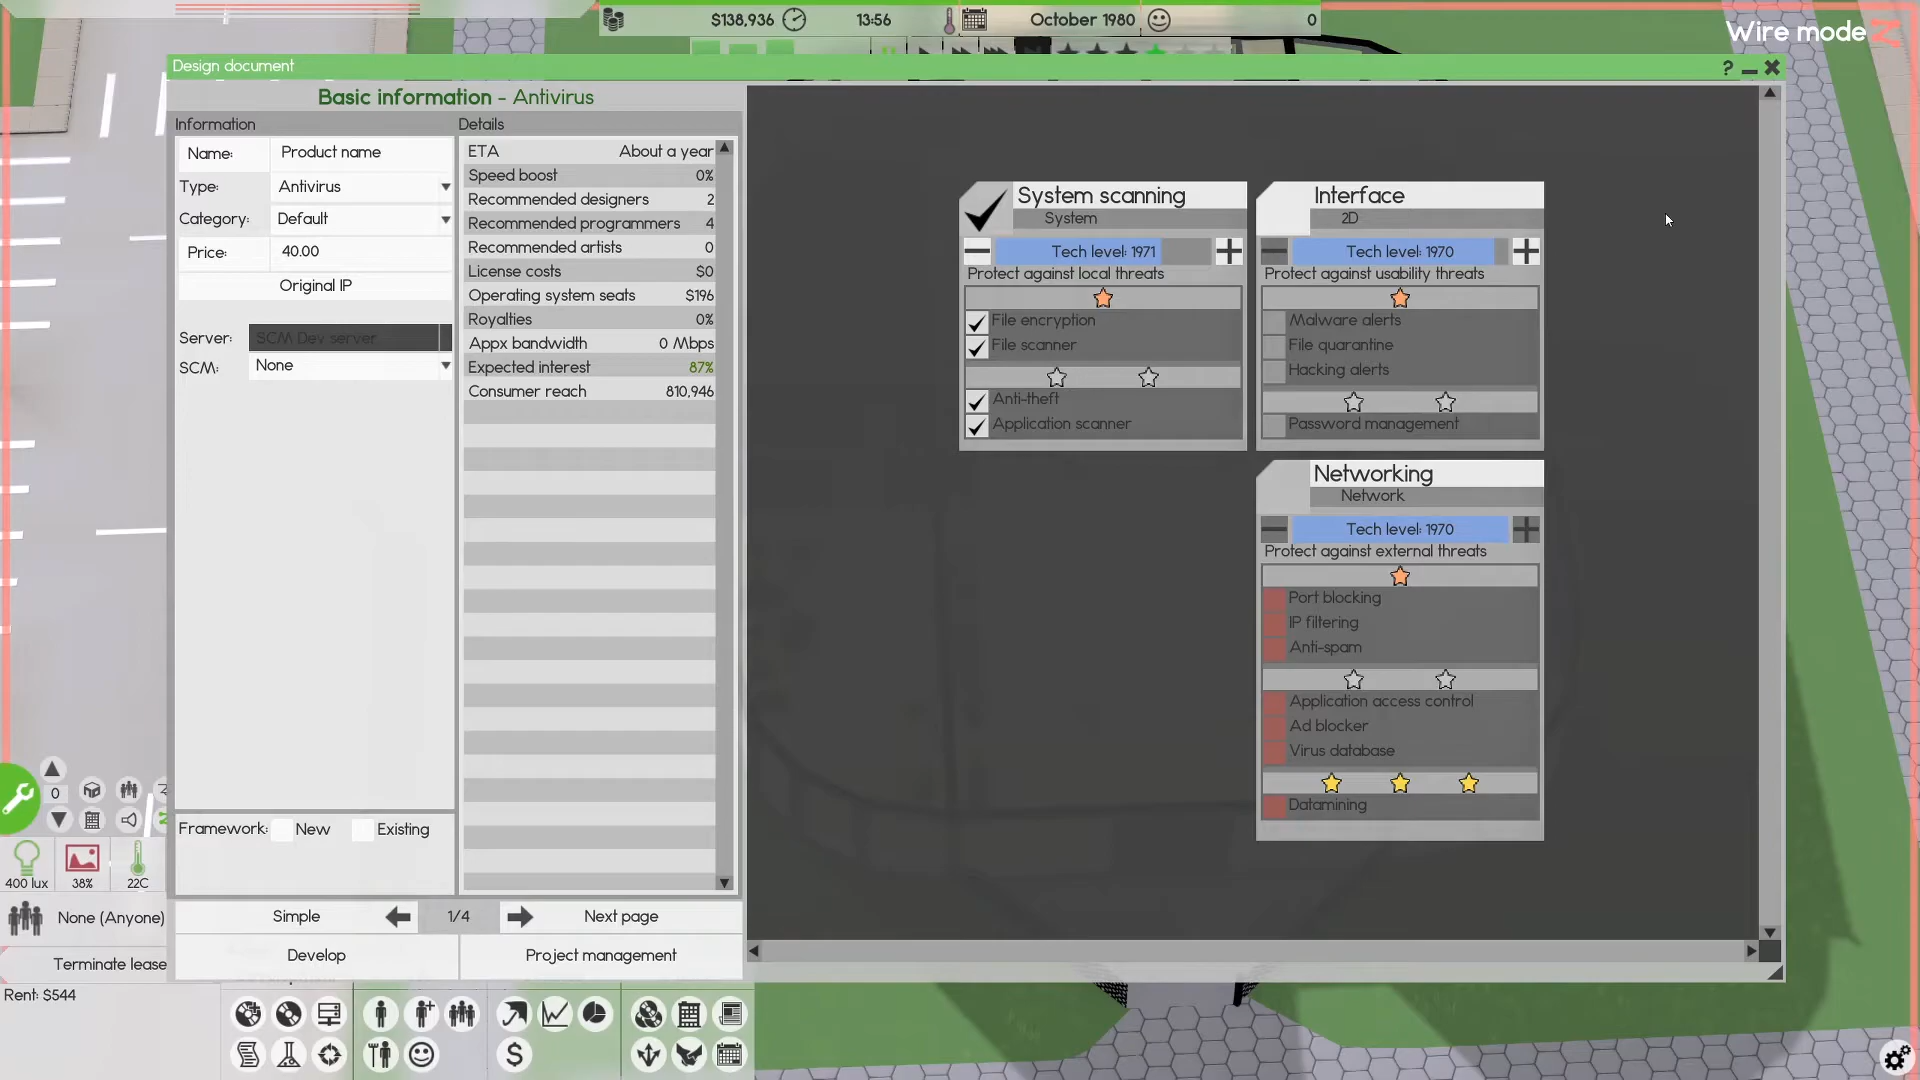 $138,936
13:56
October 1980
0
Wire mode
Design document
?
Basic information - Antivirus
Information
Details
Name:
Product name
Type:
Antivirus
Category:
Default
Price:
40.00
Original IP
Server:
SCM Dev server
SCM:
None
ETA About a year
Speed boost 0%
Recommended designers 2
Recommended programmers 4
Recommended artists 0
License costs $0
Operating system seats $196
Royalties 0%
Appx bandwidth 0 Mbps
Expected interest 87%
Consumer reach 810,946
System scanning
System
Tech level: 1971
Protect against local threats
File encryption
File scanner
Anti-theft
Application scanner
Interface
2D
Tech level: 1970
Protect against usability threats
Malware alerts
File quarantine
Hacking alerts
Password management
Networking
Network
Tech level: 1970
Protect against external threats
Port blocking
IP filtering
Anti-spam
Application access control
Ad blocker
Virus database
Datamining
Framework:
New
Existing
Simple
1/4
Next page
Develop
Project management
0
400 lux
38%
22C
None (Anyone)
Terminate lease
Rent: $544
$